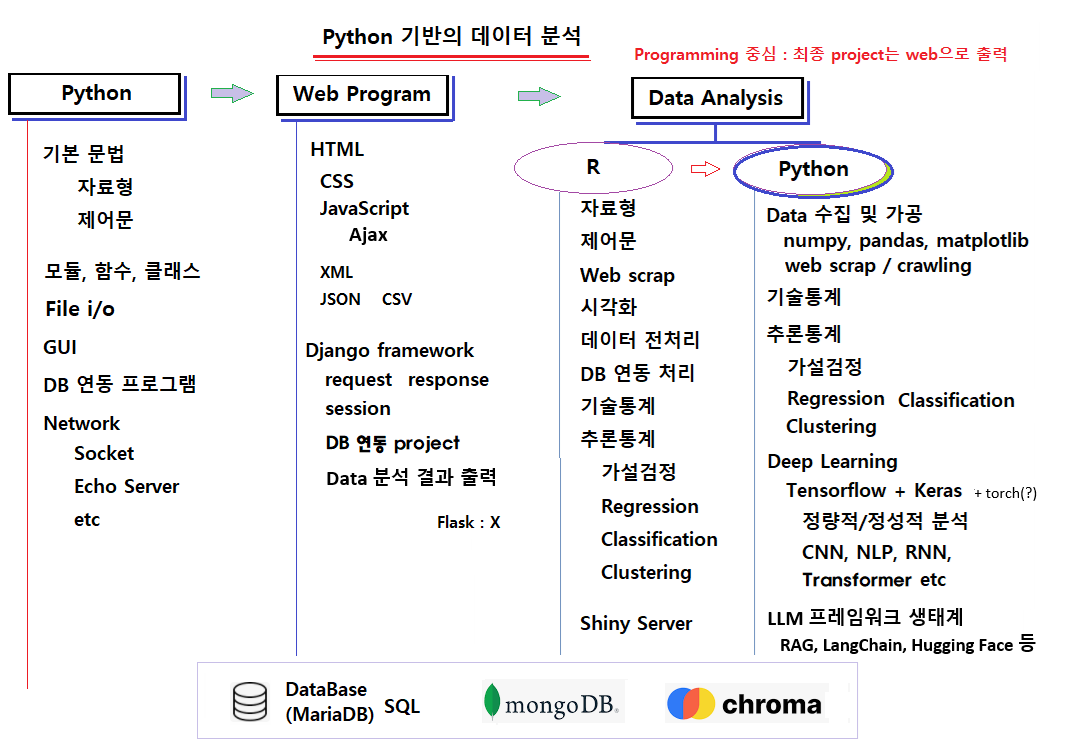 Python 기반의 데이터 분석
Programming 중심 : 최종 project는 web으로 출력
Python
Web Program
Data Analysis
기본 문법
자료형
제어문
모듈, 함수, 클래스
File i/o
GUI
DB 연동 프로그램
Network
Socket
Echo Server
etc
HTML
CSS
JavaScript
Ajax
XML
JSON CSV
Django framework
request response
session
DB 연동 project
Data 분석 결과 출력
Flask : X
R
자료형
제어문
Web scrap
시각화
데이터 전처리
DB 연동 처리
기술통계
추론통계
가설검정
Regression
Classification
Clustering
Shiny Server
Python
Data 수집 및 가공
numpy, pandas, matplotlib
web scrap / crawling
기술통계
추론통계
가설검정
Regression Classification
Clustering
Deep Learning
Tensorflow + Keras + torch(?)
정량적/정성적 분석
CNN, NLP, RNN,
Transformer etc
LLM 프레임워크 생태계
RAG, LangChain, Hugging Face 등
DataBase
(MariaDB) SQL
mongoDB®
chroma